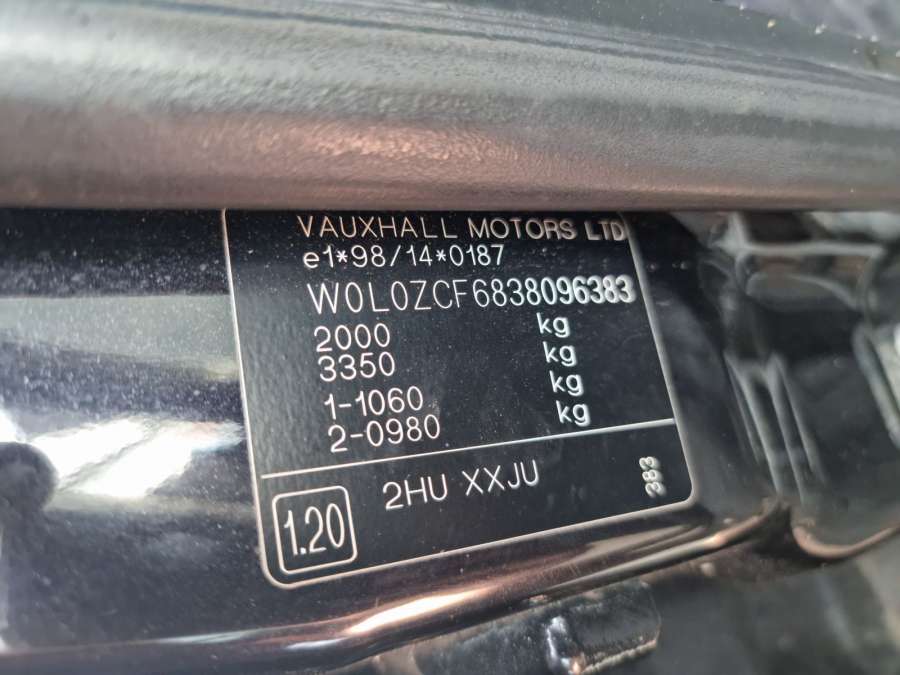 VAUXHALL MOTORS LTD
e1*98/14*0187
W0L0ZCF6838096383
2000 kg
3350 kg
1-1060 kg
2-0980 kg
1.20 2HU XXJU 383